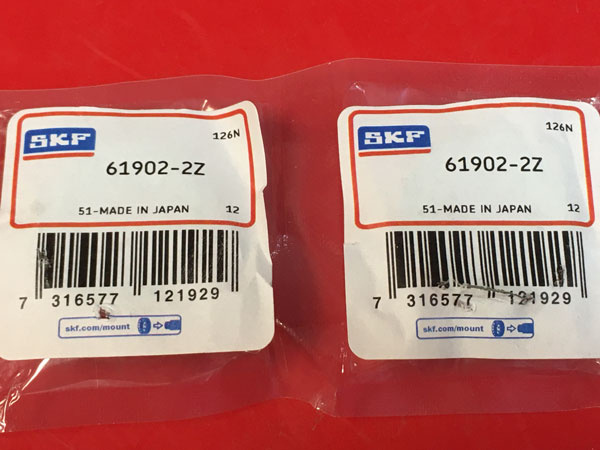 SKF
126N
61902-2Z
51-MADE IN JAPAN 12
7 316577 121929
skf.com/mount
SKF
126N
61902-2Z
51-MADE IN JAPAN 12
7 316577 121929
skf.com/mount